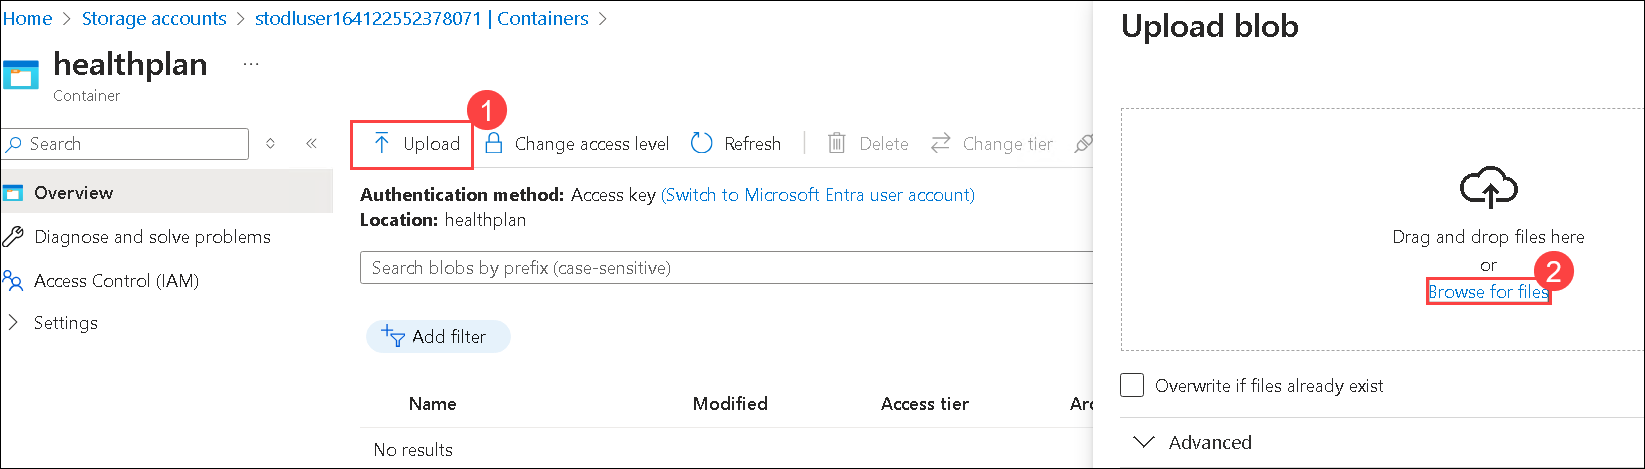 Home > Storage accounts > stodluser164122552378071 | Containers >
healthplan ...
Container
Search
Overview
Diagnose and solve problems
Access Control (IAM)
Settings
1
Upload Change access level Refresh Delete Change tier
Authentication method: Access key (Switch to Microsoft Entra user account)
Location: healthplan
Search blobs by prefix (case-sensitive)
Add filter
Name Modified Access tier Arc
No results
Upload blob
Drag and drop files here
or
2
Browse for files
Overwrite if files already exist
Advanced